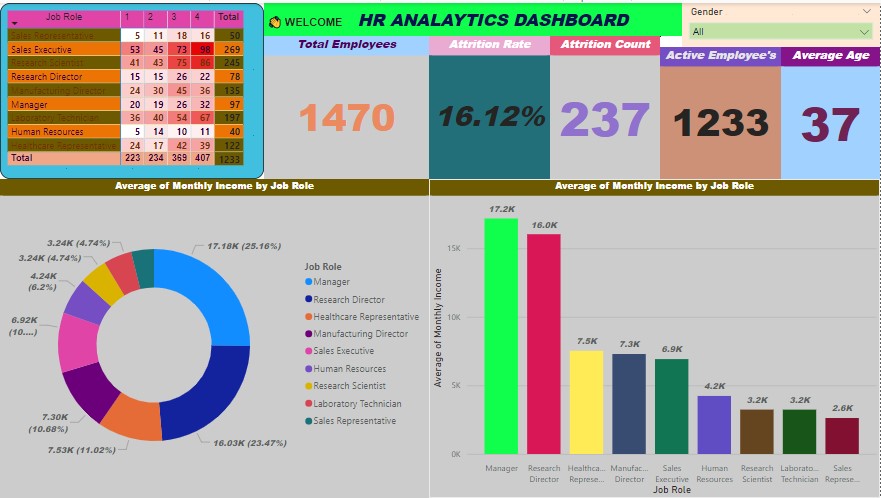 Job Role 1 2 3 4 Total
Sales Representative 5 11 18 16 50
Sales Executive 53 45 73 98 269
Research Scientist 41 43 75 86 245
Research Director 15 15 26 22 78
Manufacturing Director 24 30 45 36 135
Manager 20 19 26 32 97
Laboratory Technician 36 40 54 67 197
Human Resources 5 14 10 11 40
Healthcare Representative 24 17 42 39 122
Total 223 234 369 407 1233
👏 WELCOME HR ANALAYTICS DASHBOARD
Gender
All
Total Employees
1470
Attrition Rate
16.12%
Attrition Count
237
Active Employee's
1233
Average Age
37
Average of Monthly Income by Job Role
17.18K (25.16%)
16.03K (23.47%)
7.53K (11.02%)
7.30K
(10.68%)
6.92K
(10....)
4.24K
(6.2%)
3.24K (4.74%)
3.24K (4.74%)
Job Role
Manager
Research Director
Healthcare Representative
Manufacturing Director
Sales Executive
Human Resources
Research Scientist
Laboratory Technician
Sales Representative
Average of Monthly Income by Job Role
Average of Monthly Income
15K
10K
5K
0K
17.2K
16.0K
7.5K
7.3K
6.9K
4.2K
3.2K
3.2K
2.6K
Manager
Research
Director
Healthca...
Represe...
Manufac...
Director
Sales
Executive
Human
Resources
Research
Scientist
Laborato...
Technician
Sales
Represe...
Job Role